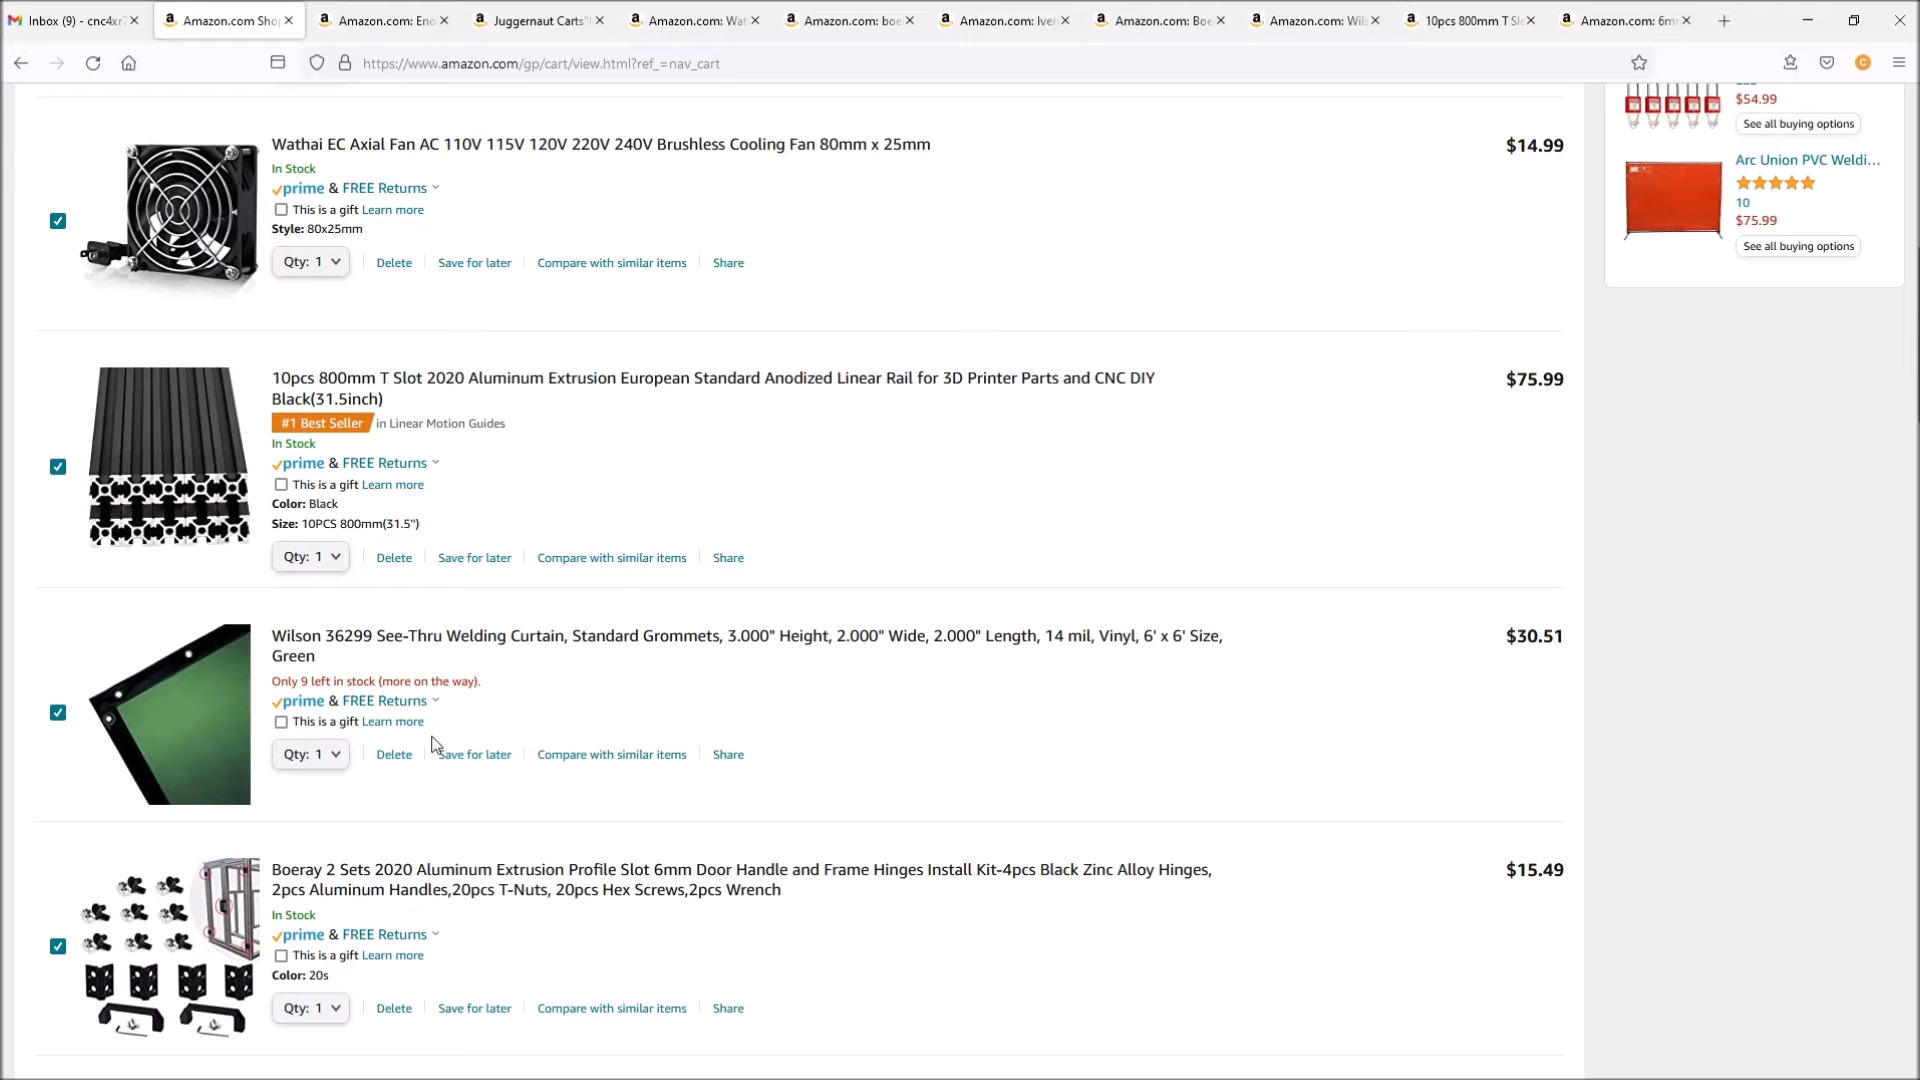 Inbox (9) - cnc4xr7
Amazon.com Shop
Amazon.com: Eno
Juggernaut Carts"
Amazon.com: Wat
Amazon.com: boe
Amazon.com: Iver
Amazon.com: Boe
Amazon.com: Wil
10pcs 800mm T Sl
Amazon.com: 6m
https://www.amazon.com/gp/cart/view.html?ref_=nav_cart
C
Wathai EC Axial Fan AC 110V 115V 120V 220V 240V Brushless Cooling Fan 80mm x 25mm
$14.99
In Stock
prime & FREE Returns
This is a gift Learn more
Style: 80x25mm
Qty: 1
Delete
Save for later
Compare with similar items
Share
10pcs 800mm T Slot 2020 Aluminum Extrusion European Standard Anodized Linear Rail for 3D Printer Parts and CNC DIY
Black(31.5inch)
$75.99
#1 Best Seller in Linear Motion Guides
In Stock
prime & FREE Returns
This is a gift Learn more
Color: Black
Size: 10PCS 800mm(31.5")
Qty: 1
Delete
Save for later
Compare with similar items
Share
Wilson 36299 See-Thru Welding Curtain, Standard Grommets, 3.000" Height, 2.000" Wide, 2.000" Length, 14 mil, Vinyl, 6' x 6' Size,
Green
$30.51
Only 9 left in stock (more on the way).
prime & FREE Returns
This is a gift Learn more
Qty: 1
Delete
Save for later
Compare with similar items
Share
Boeray 2 Sets 2020 Aluminum Extrusion Profile Slot 6mm Door Handle and Frame Hinges Install Kit-4pcs Black Zinc Alloy Hinges,
2pcs Aluminum Handles,20pcs T-Nuts, 20pcs Hex Screws,2pcs Wrench
$15.49
In Stock
prime & FREE Returns
This is a gift Learn more
Color: 20s
Qty: 1
Delete
Save for later
Compare with similar items
Share
$54.99
See all buying options
Arc Union PVC Weldi...
10
$75.99
See all buying options